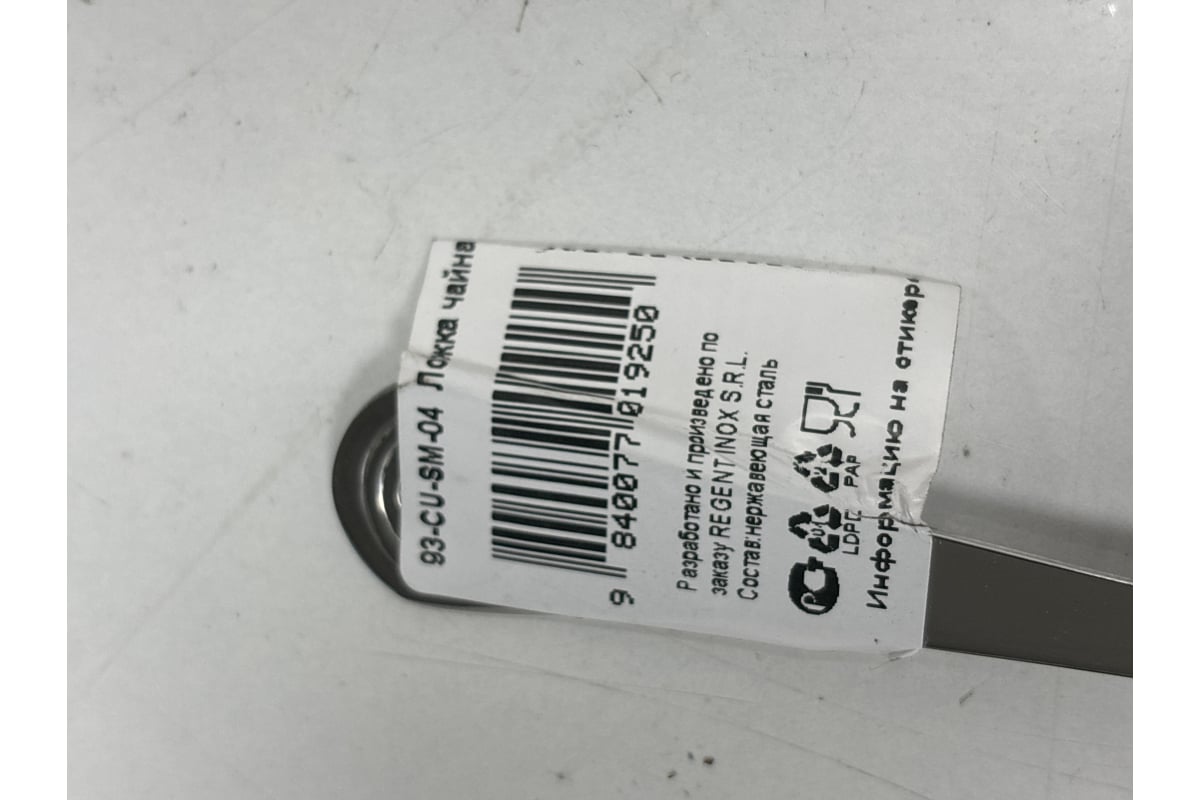 93-CU-SM-04 Ложка чайна
9 840077 019250
Разработано и произведено по
заказу REGENT INOX S.R.L.
Состав:нержавеющая сталь
LDPE PAP
Информацию на стикер